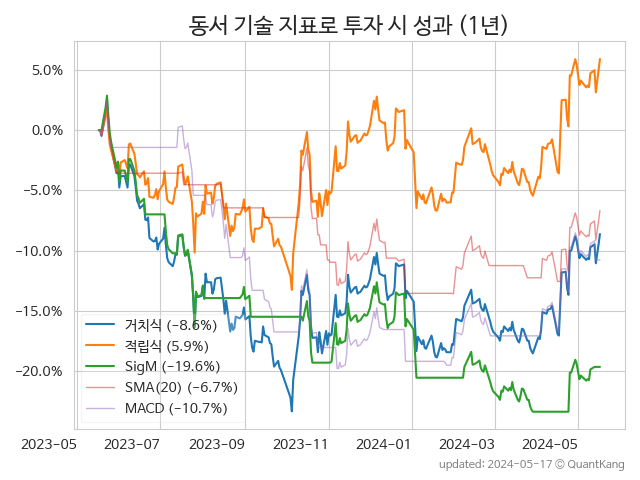 동서 기술 지표로 투자 시 성과 (1년)
5.0%
0.0%
−5.0%
−10.0%
−15.0%
−20.0%
거치식 (−8.6%)
적립식 (5.9%)
SigM (−19.6%)
SMA(20) (−6.7%)
MACD (−10.7%)
2023−05 2023−07 2023−09 2023−11 2024−01 2024−03 2024−05
updated: 2024−05−17 © QuantKang